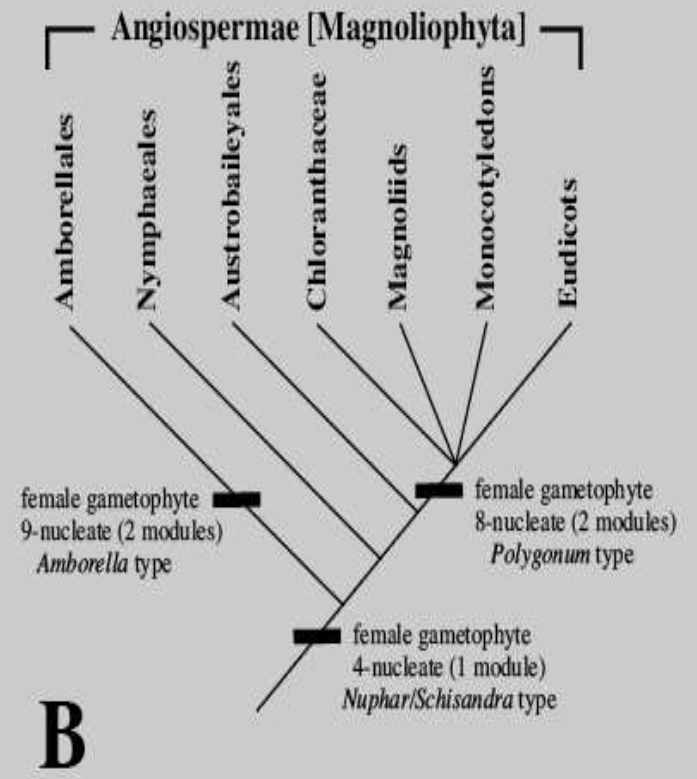 Angiospermae [Magnoliophyta]
Amborellales
Nymphaeales
Austrobaileyales
Chloranthaceae
Magnoliids
Monocotyledons
Eudicots
female gametophyte
9-nucleate (2 modules)
Amborella type
female gametophyte
8-nucleate (2 modules)
Polygonum type
female gametophyte
4-nucleate (1 module)
Nuphar/Schisandra type
B